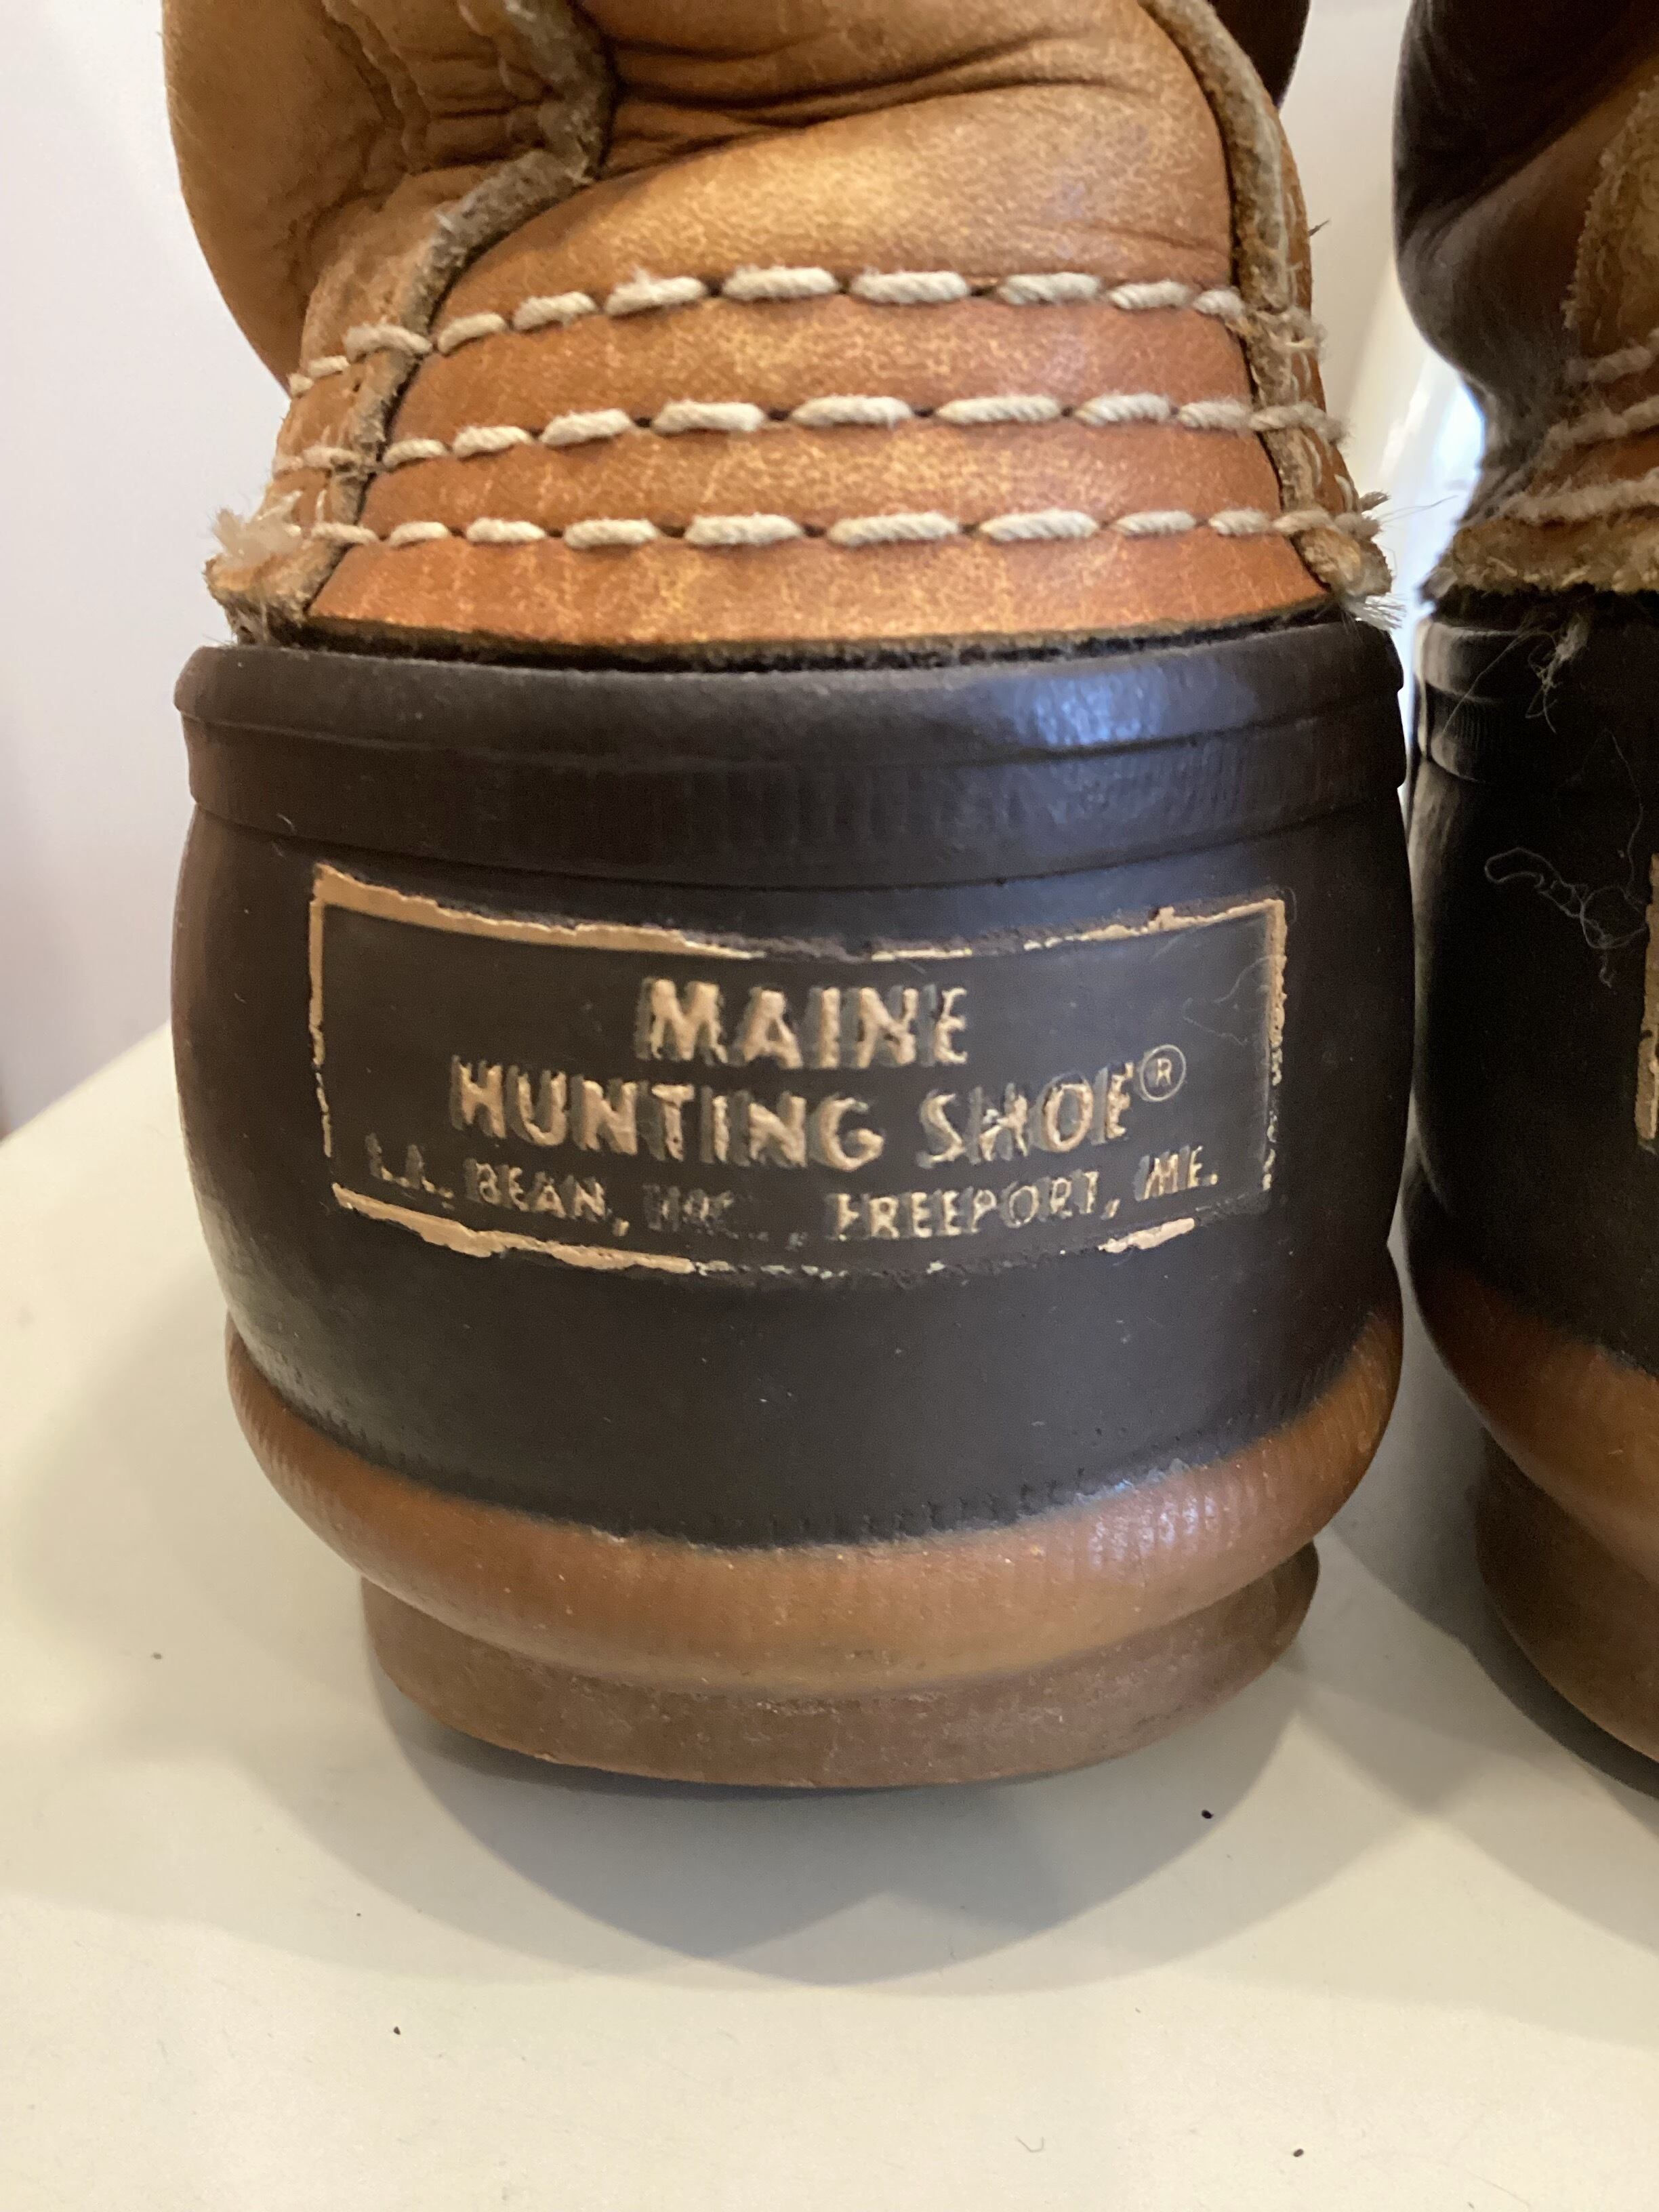 MAINE
HUNTING SHOE®
L.L. BEAN, INC., FREEPORT, ME.